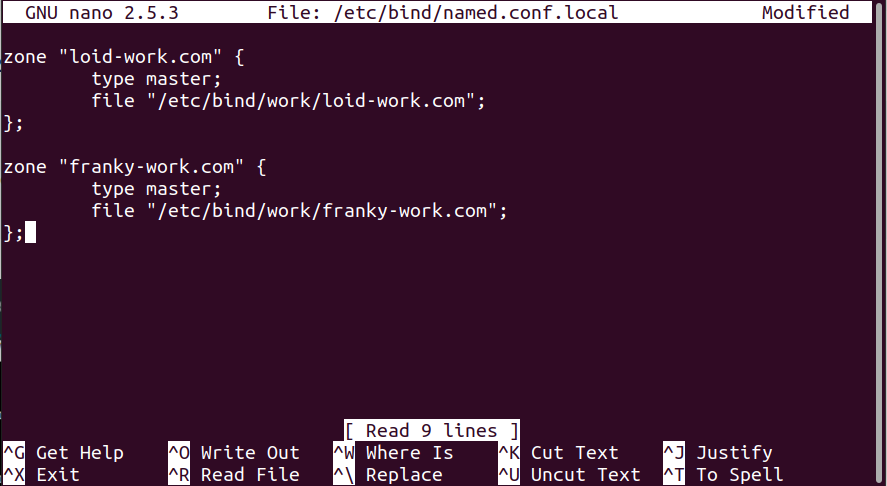 GNU nano 2.5.3 File: /etc/bind/named.conf.local Modified
zone "loid-work.com" {
type master;
file "/etc/bind/work/loid-work.com";
};
zone "franky-work.com" {
type master;
file "/etc/bind/work/franky-work.com";
};
[ Read 9 lines ]
^G Get Help ^O Write Out ^W Where Is ^K Cut Text ^J Justify
^X Exit ^R Read File ^\ Replace ^U Uncut Text ^T To Spell